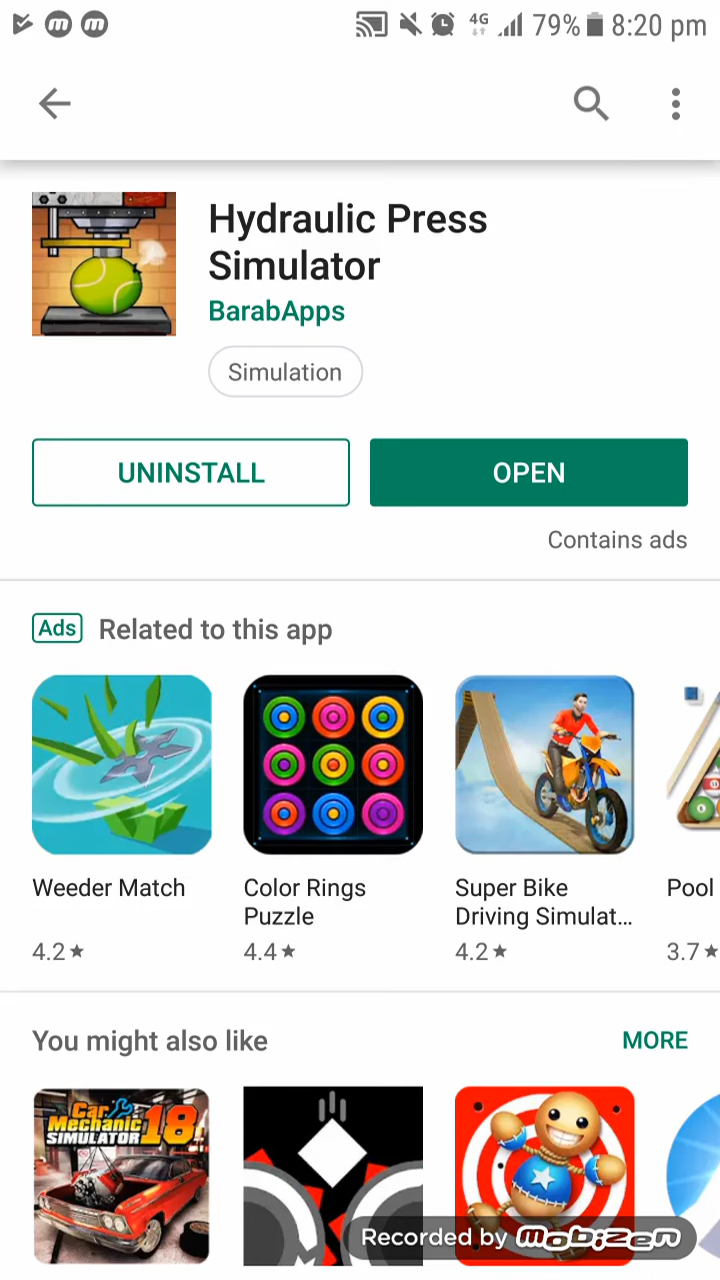 4G 79% 8:20 pm
Hydraulic Press
Simulator
BarabApps
Simulation
UNINSTALL
OPEN
Contains ads
Ads Related to this app
Weeder Match
Color Rings
Puzzle
Super Bike
Driving Simulat...
Pool
4.2
4.4
4.2
3.7
You might also like
MORE
Car
Mechanic
SIMULATOR 18
Recorded by mobizen